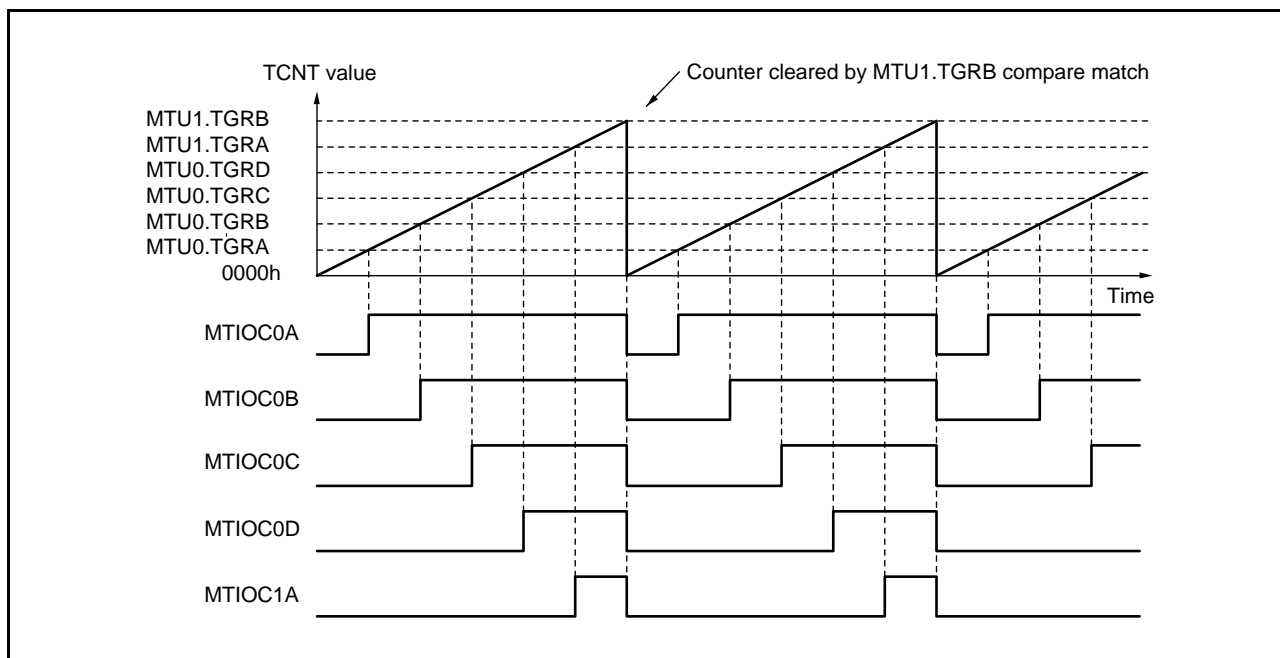 TCNT value
Counter cleared by MTU1.TGRB compare match
MTU1.TGRB
MTU1.TGRA
MTU0.TGRD
MTU0.TGRC
MTU0.TGRB
MTU0.TGRA
0000h
Time
MTIOC0A
MTIOC0B
MTIOC0C
MTIOC0D
MTIOC1A